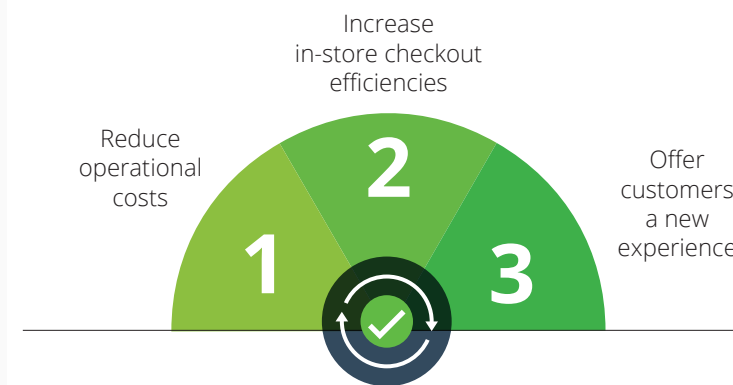 Increase
in-store checkout
efficiencies
Reduce
operational
costs
Offer
customers
a new
experience
1
2
3